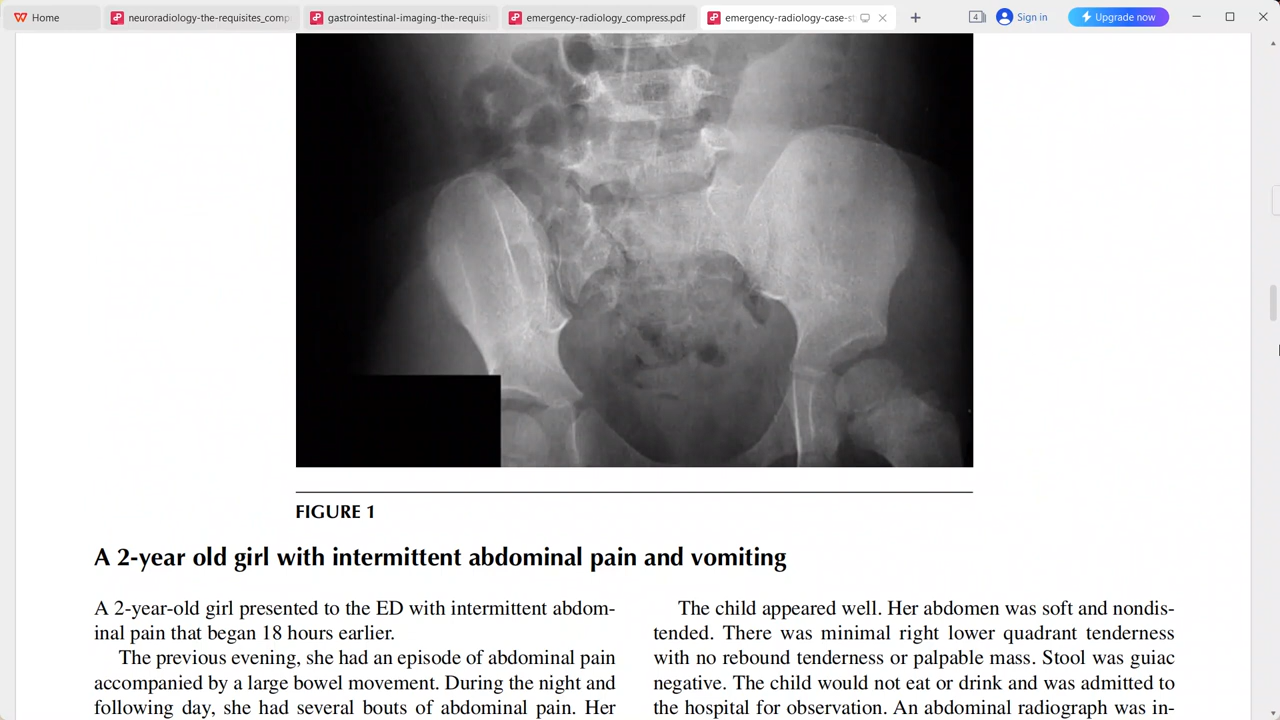 Home
neuroradiology-the-requisites_comp
gastrointestinal-imaging-the-requisit
emergency-radiology_compress.pdf
emergency-radiology-case-st
4
Sign in
Upgrade now
FIGURE 1
A 2-year old girl with intermittent abdominal pain and vomiting
A 2-year-old girl presented to the ED with intermittent abdom-
inal pain that began 18 hours earlier.
The previous evening, she had an episode of abdominal pain
accompanied by a large bowel movement. During the night and
following day, she had several bouts of abdominal pain. Her
The child appeared well. Her abdomen was soft and nondis-
tended. There was minimal right lower quadrant tenderness
with no rebound tenderness or palpable mass. Stool was guiac
negative. The child would not eat or drink and was admitted to
the hospital for observation. An abdominal radiograph was in-